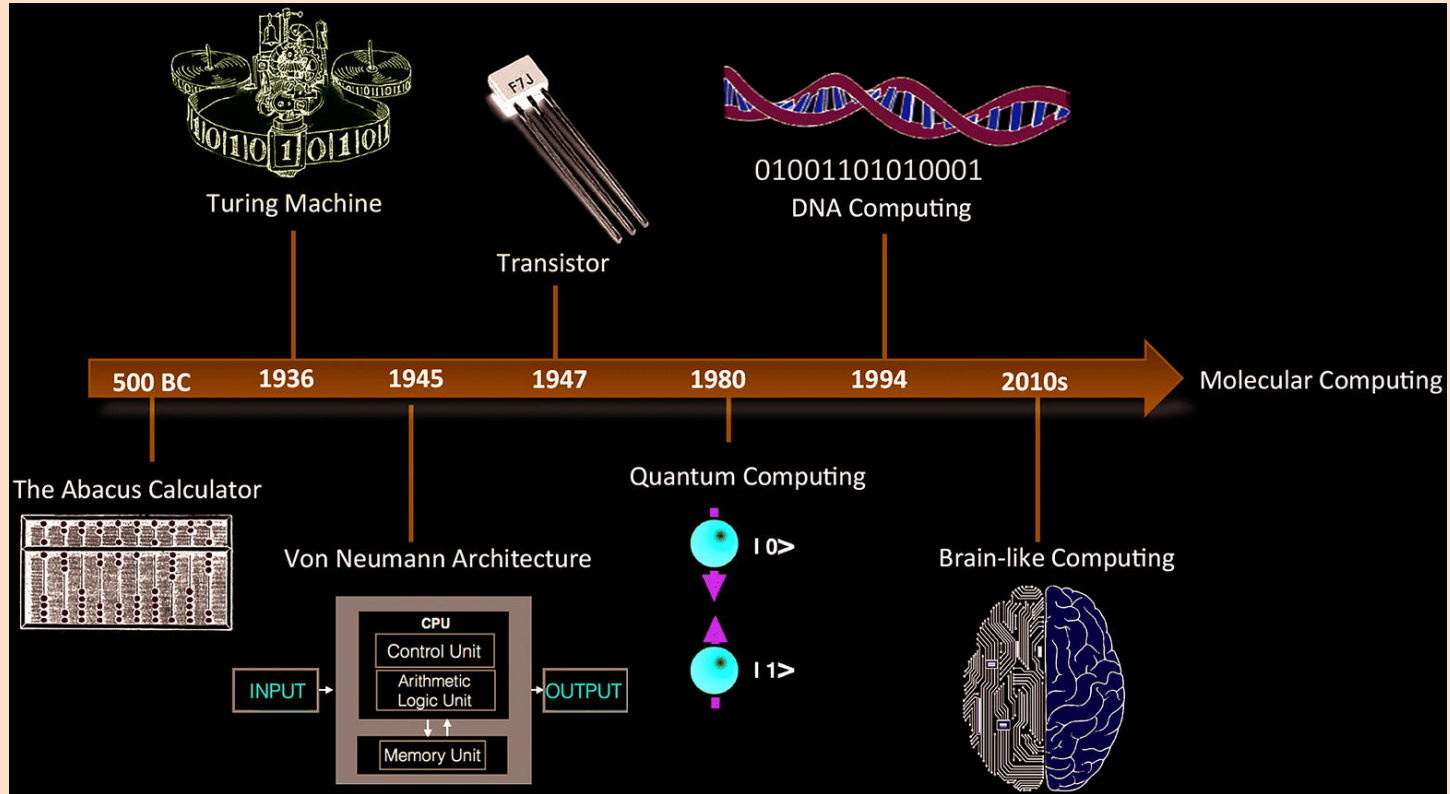 F7J
1010101010
01001101010001
Turing Machine
DNA Computing
Transistor
500 BC
1936
1945
1947
1980
1994
2010s
Molecular Computing
The Abacus Calculator
Quantum Computing
Von Neumann Architecture
| 0>
Brain-like Computing
CPU
Control Unit
Arithmetic
Logic Unit
INPUT
OUTPUT
| 1>
Memory Unit